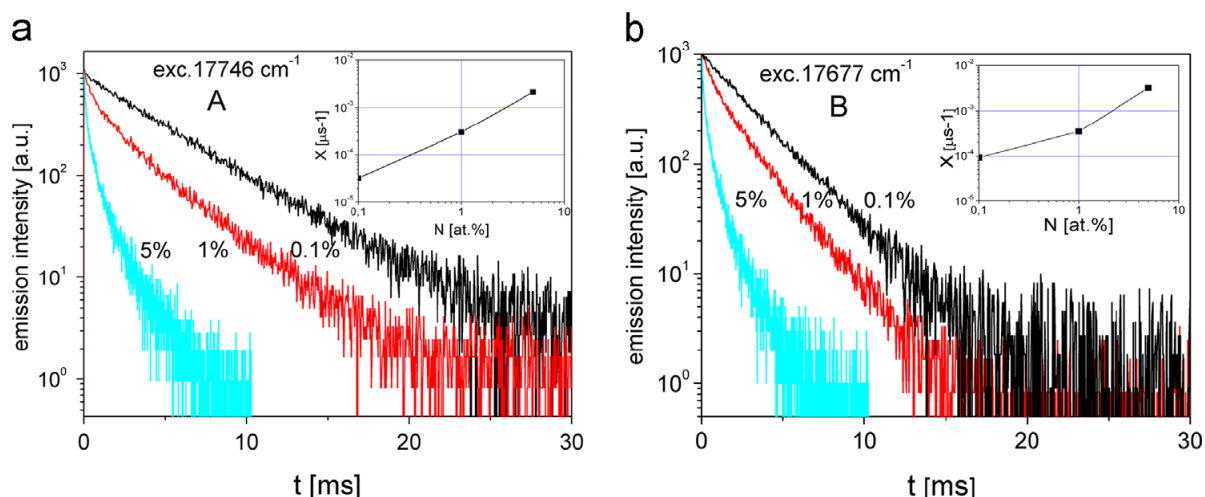 a
exc.17746 cm⁻¹
A
emission intensity [a.u.]
10³
10²
10¹
10⁰
5% 1% 0.1%
0 10 20 30
t [ms]
X [µs-1]
10⁻²
10⁻³
10⁻⁴
10⁻⁵
0,1 1 10
N [at.%]
b
exc.17677 cm⁻¹
B
emission intensity [a.u.]
10³
10²
10¹
10⁰
5% 1% 0.1%
0 10 20 30
t [ms]
X [µs-1]
10⁻²
10⁻³
10⁻⁴
10⁻⁵
0,1 1 10
N [at.%]